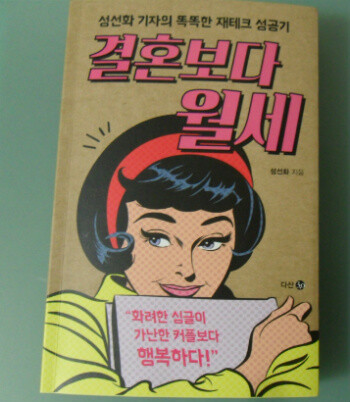 성선화 기자의 똑똑한 재테크 성공기
결혼보다
월세
성선화 지음
다산
“화려한 싱글이
가난한 커플보다
행복하다!”